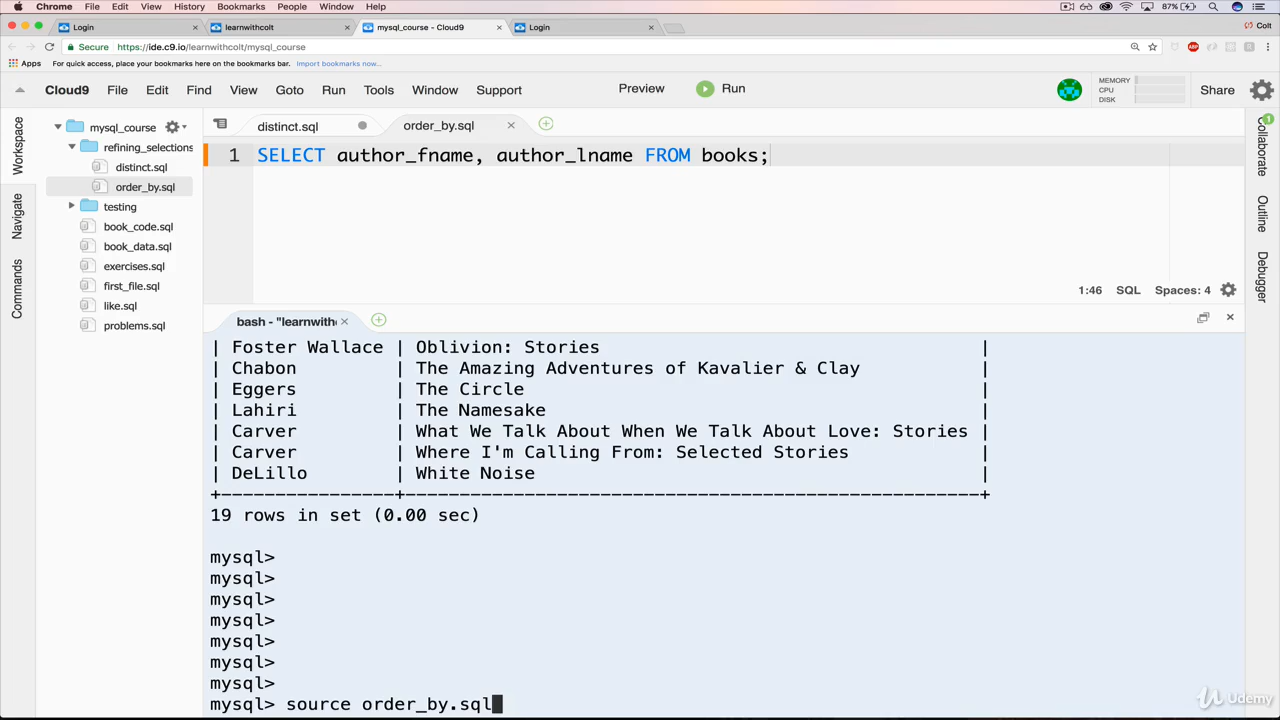 Chrome File Edit View History Bookmarks People Window Help 87%
Login learnwithcolt mysql_course - Cloud9 Login Colt
Secure https://ide.c9.io/learnwithcolt/mysql_course ABP
Apps For quick access, place your bookmarks here on the bookmarks bar. Import bookmarks now...
Cloud9 File Edit Find View Goto Run Tools Window Support Preview Run MEMORY CPU DISK Share
Workspace
Navigate
Commands
mysql_course
refining_selections
distinct.sql
order_by.sql
testing
book_code.sql
book_data.sql
exercises.sql
first_file.sql
like.sql
problems.sql
distinct.sql order_by.sql
1 SELECT author_fname, author_lname FROM books;
1:46 SQL Spaces: 4
Collaborate 1
Outline
Debugger
bash - "learnwith
| Foster Wallace | Oblivion: Stories |
| Chabon | The Amazing Adventures of Kavalier & Clay |
| Eggers | The Circle |
| Lahiri | The Namesake |
| Carver | What We Talk About When We Talk About Love: Stories |
| Carver | Where I'm Calling From: Selected Stories |
| DeLillo | White Noise |
+----------------+-----------------------------------------------------+
19 rows in set (0.00 sec)
mysql>
mysql>
mysql>
mysql>
mysql>
mysql>
mysql>
mysql> source order_by.sql
Udemy